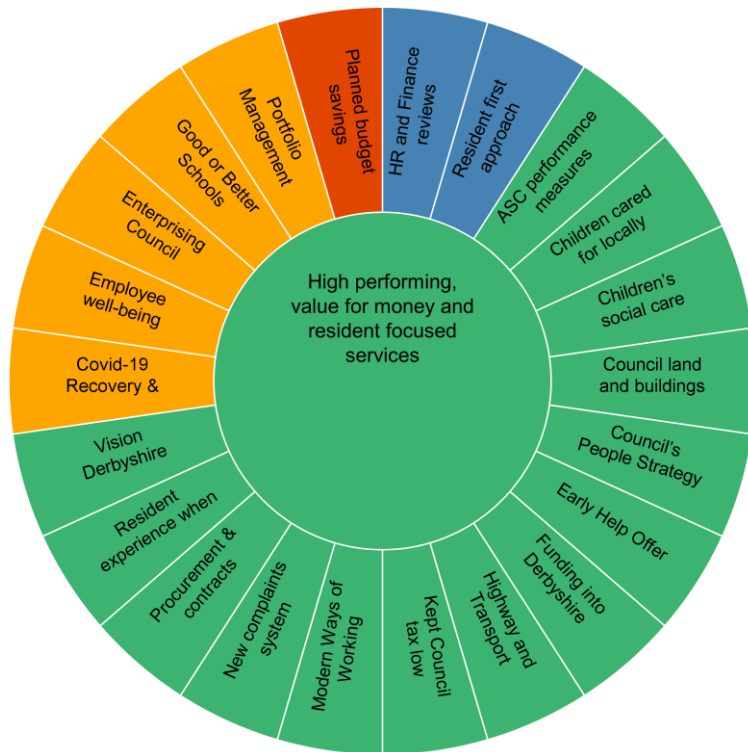 High performing,
value for money and
resident focused
services
HR and Finance
reviews
Resident first
approach
ASC performance
measures
Children cared
for locally
Children’s
social care
Council land
and buildings
Council’s
People Strategy
Early Help Offer
Funding into
Derbyshire
Highway and
Transport
Kept Council
tax low
Modern Ways of
Working
New complaints
system
Procurement &
contracts
Resident
experience when
Vision
Derbyshire
Covid-19
Recovery &
Employee
well-being
Enterprising
Council
Good or Better
Schools
Portfolio
Management
Planned budget
savings